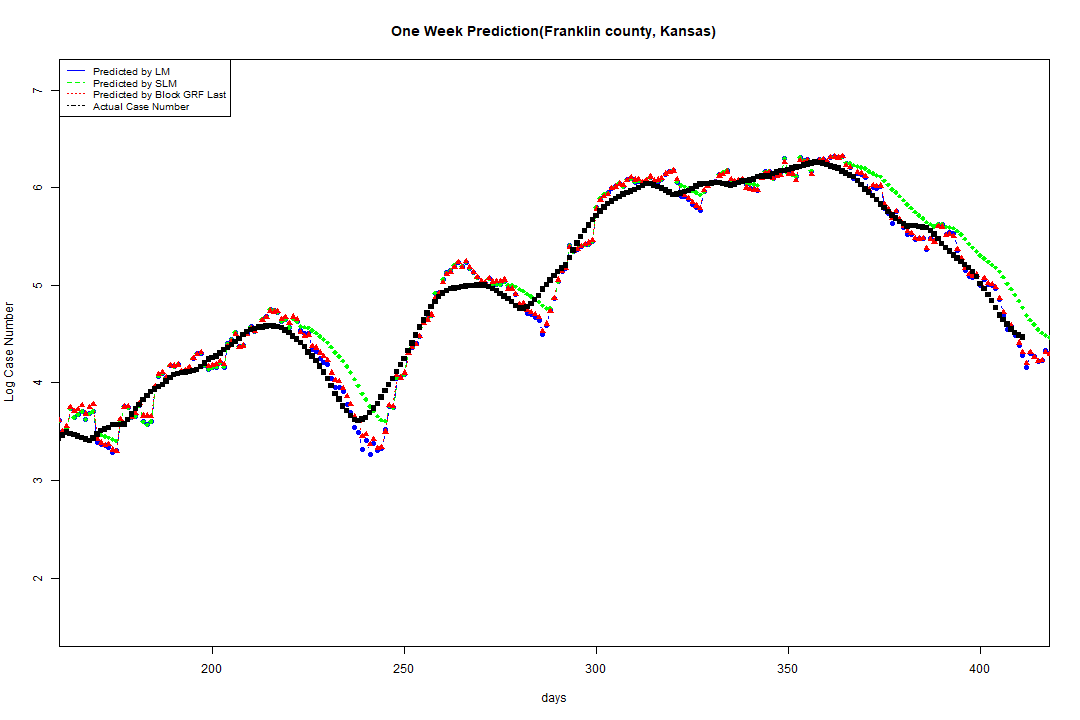 One Week Prediction(Franklin county, Kansas)
Predicted by LM
Predicted by SLM
Predicted by Block GRF Last
Actual Case Number
7
6
5
4
3
2
Log Case Number
200 250 300 350 400
days